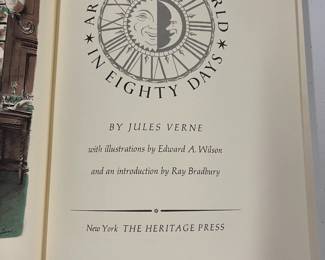 AR RLD
★ IN EIGHTY DAYS ★
BY JULES VERNE
with illustrations by Edward A. Wilson
and an introduction by Ray Bradbury
New York THE HERITAGE PRESS